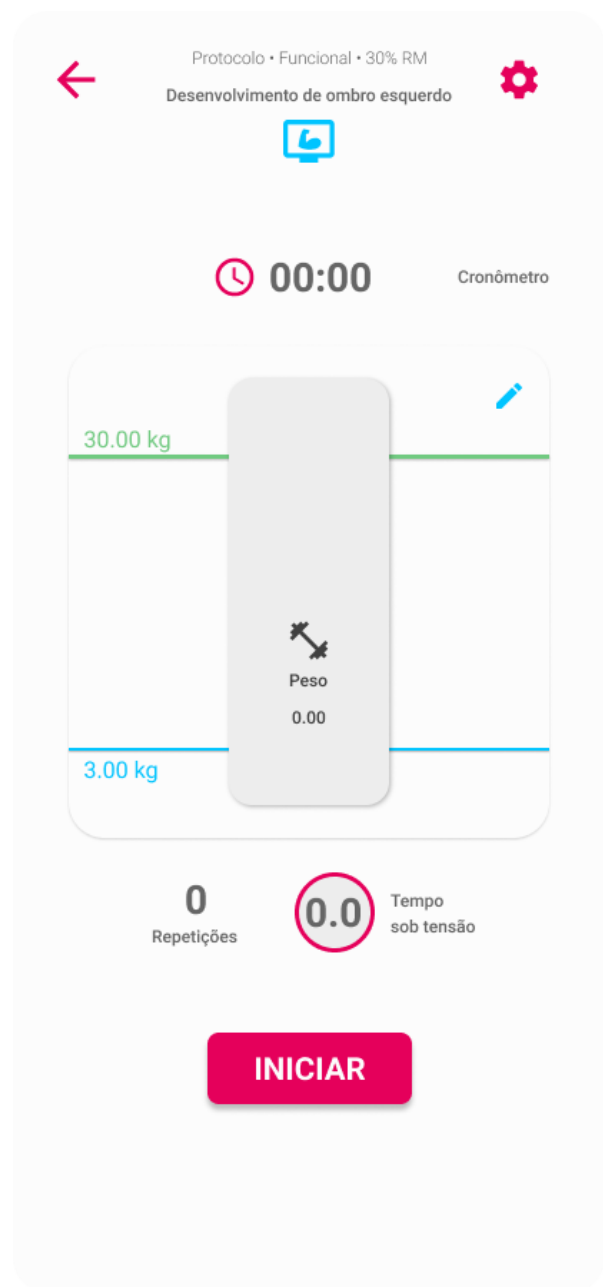 Protocolo • Funcional • 30% RM
Desenvolvimento de ombro esquerdo
00:00
Cronômetro
30.00 kg
Peso
0.00
3.00 kg
0
Repetições
0.0
Tempo
sob tensão
INICIAR